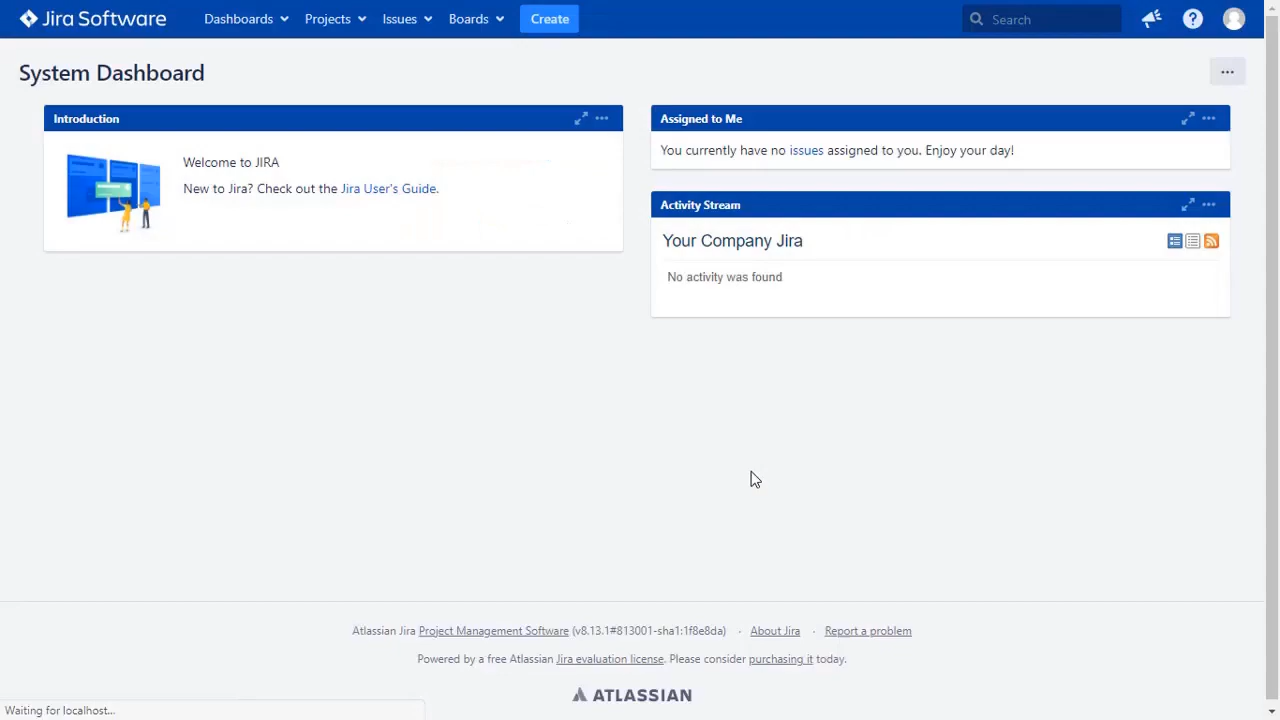 Jira Software Dashboards Projects Issues Boards Create Search
System Dashboard
Introduction
Welcome to JIRA
New to Jira? Check out the Jira User's Guide.
Assigned to Me
You currently have no issues assigned to you. Enjoy your day!
Activity Stream
Your Company Jira
No activity was found
Atlassian Jira Project Management Software (v8.13.1#813001-sha1:1f8e8da) · About Jira · Report a problem
Powered by a free Atlassian Jira evaluation license. Please consider purchasing it today.
ATLASSIAN
Waiting for localhost...